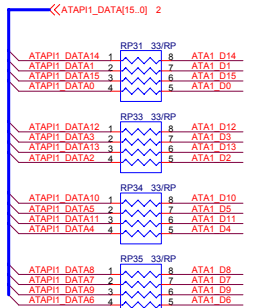 ATAPI1_DATA[15..0] 2
RP31 33/RP
ATAPI1_DATA14 1 8 ATA1_D14
ATAPI1_DATA1 2 7 ATA1_D1
ATAPI1_DATA15 3 6 ATA1_D15
ATAPI1_DATA0 4 5 ATA1_D0
RP33 33/RP
ATAPI1_DATA12 1 8 ATA1_D12
ATAPI1_DATA3 2 7 ATA1_D3
ATAPI1_DATA13 3 6 ATA1_D13
ATAPI1_DATA2 4 5 ATA1_D2
RP34 33/RP
ATAPI1_DATA10 1 8 ATA1_D10
ATAPI1_DATA5 2 7 ATA1_D5
ATAPI1_DATA11 3 6 ATA1_D11
ATAPI1_DATA4 4 5 ATA1_D4
RP35 33/RP
ATAPI1_DATA8 1 8 ATA1_D8
ATAPI1_DATA7 2 7 ATA1_D7
ATAPI1_DATA9 3 6 ATA1_D9
ATAPI1_DATA6 4 5 ATA1_D6